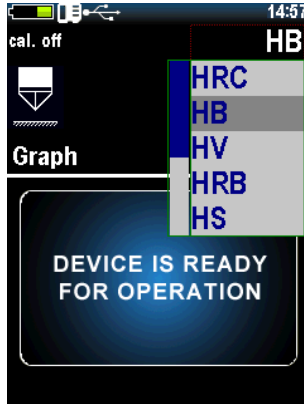 14:57
cal. off
HB
HRC
HB
HV
HRB
HS
Graph
DEVICE IS READY
FOR OPERATION